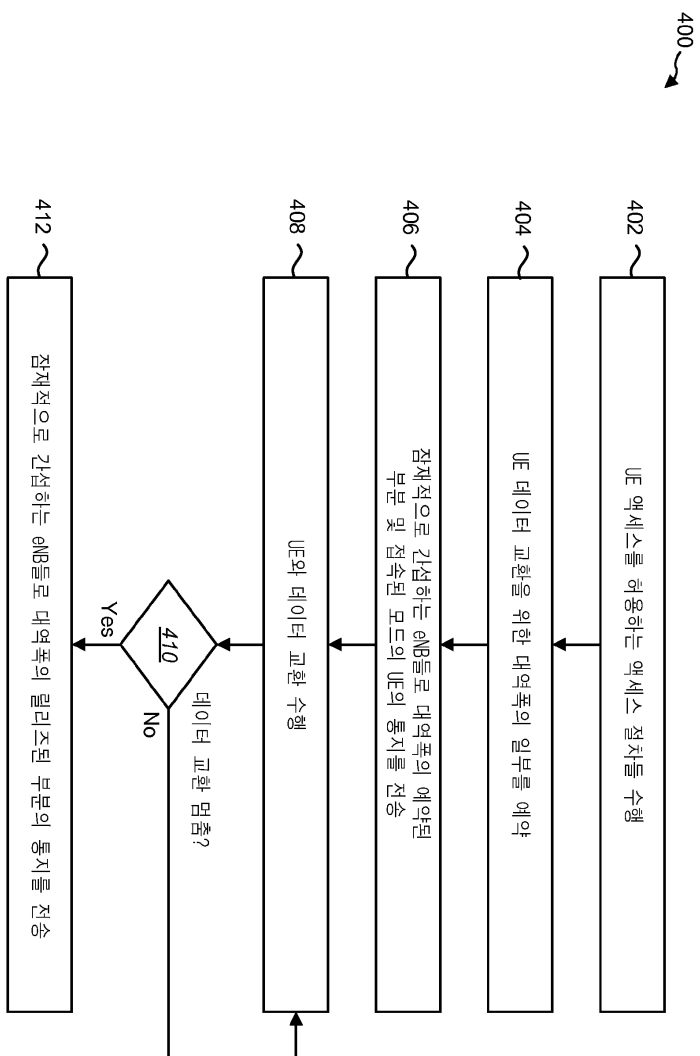 400
402
UE 액세스를 허용하는 액세스 절차들 수행
404
UE 데이터 교환을 위한 대역폭의 일부를 예약
406
잠재적으로 간섭하는 eNB들로 대역폭의 예약된
부분 및 접속된 모드의 UE의 통지를 전송
408
UE와 데이터 교환 수행
410
데이터 교환 멈춤?
No
Yes
412
잠재적으로 간섭하는 eNB들로 대역폭의 릴리즈된 부분의 통지를 전송